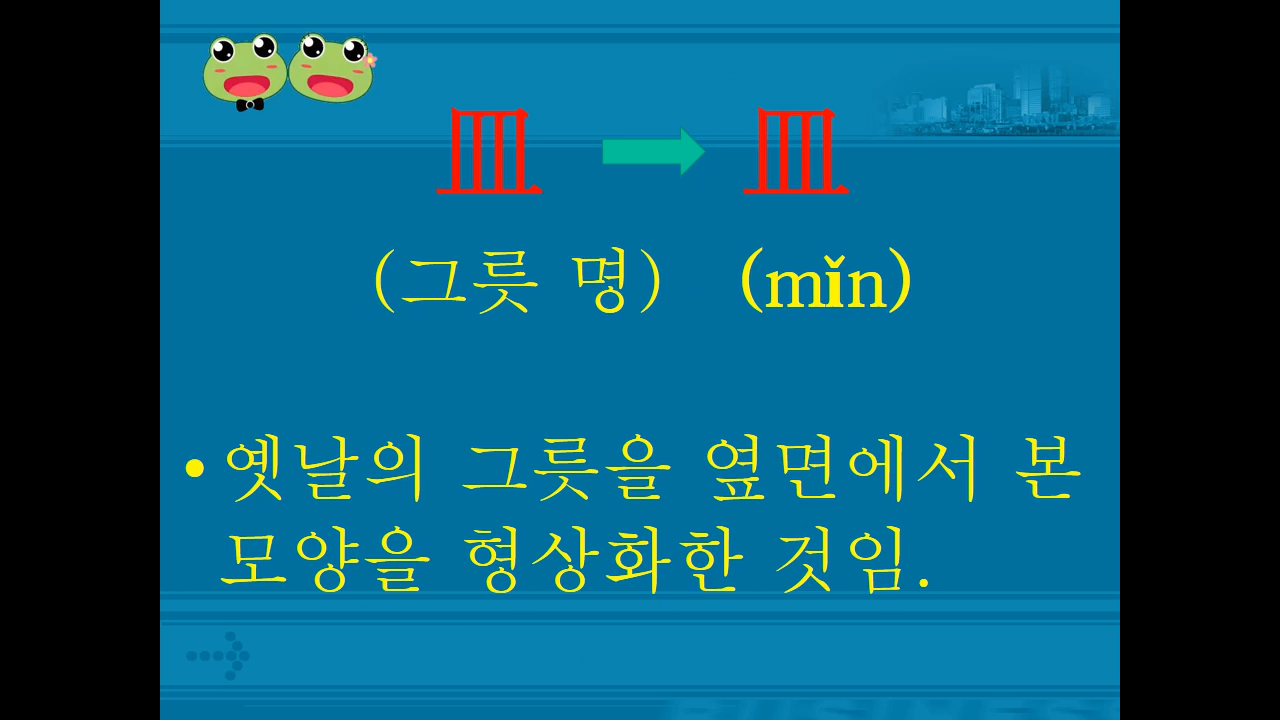 皿 皿
(그릇 명) (mǐn)
• 옛날의 그릇을 옆면에서 본
모양을 형상화한 것임.
BUSINESS